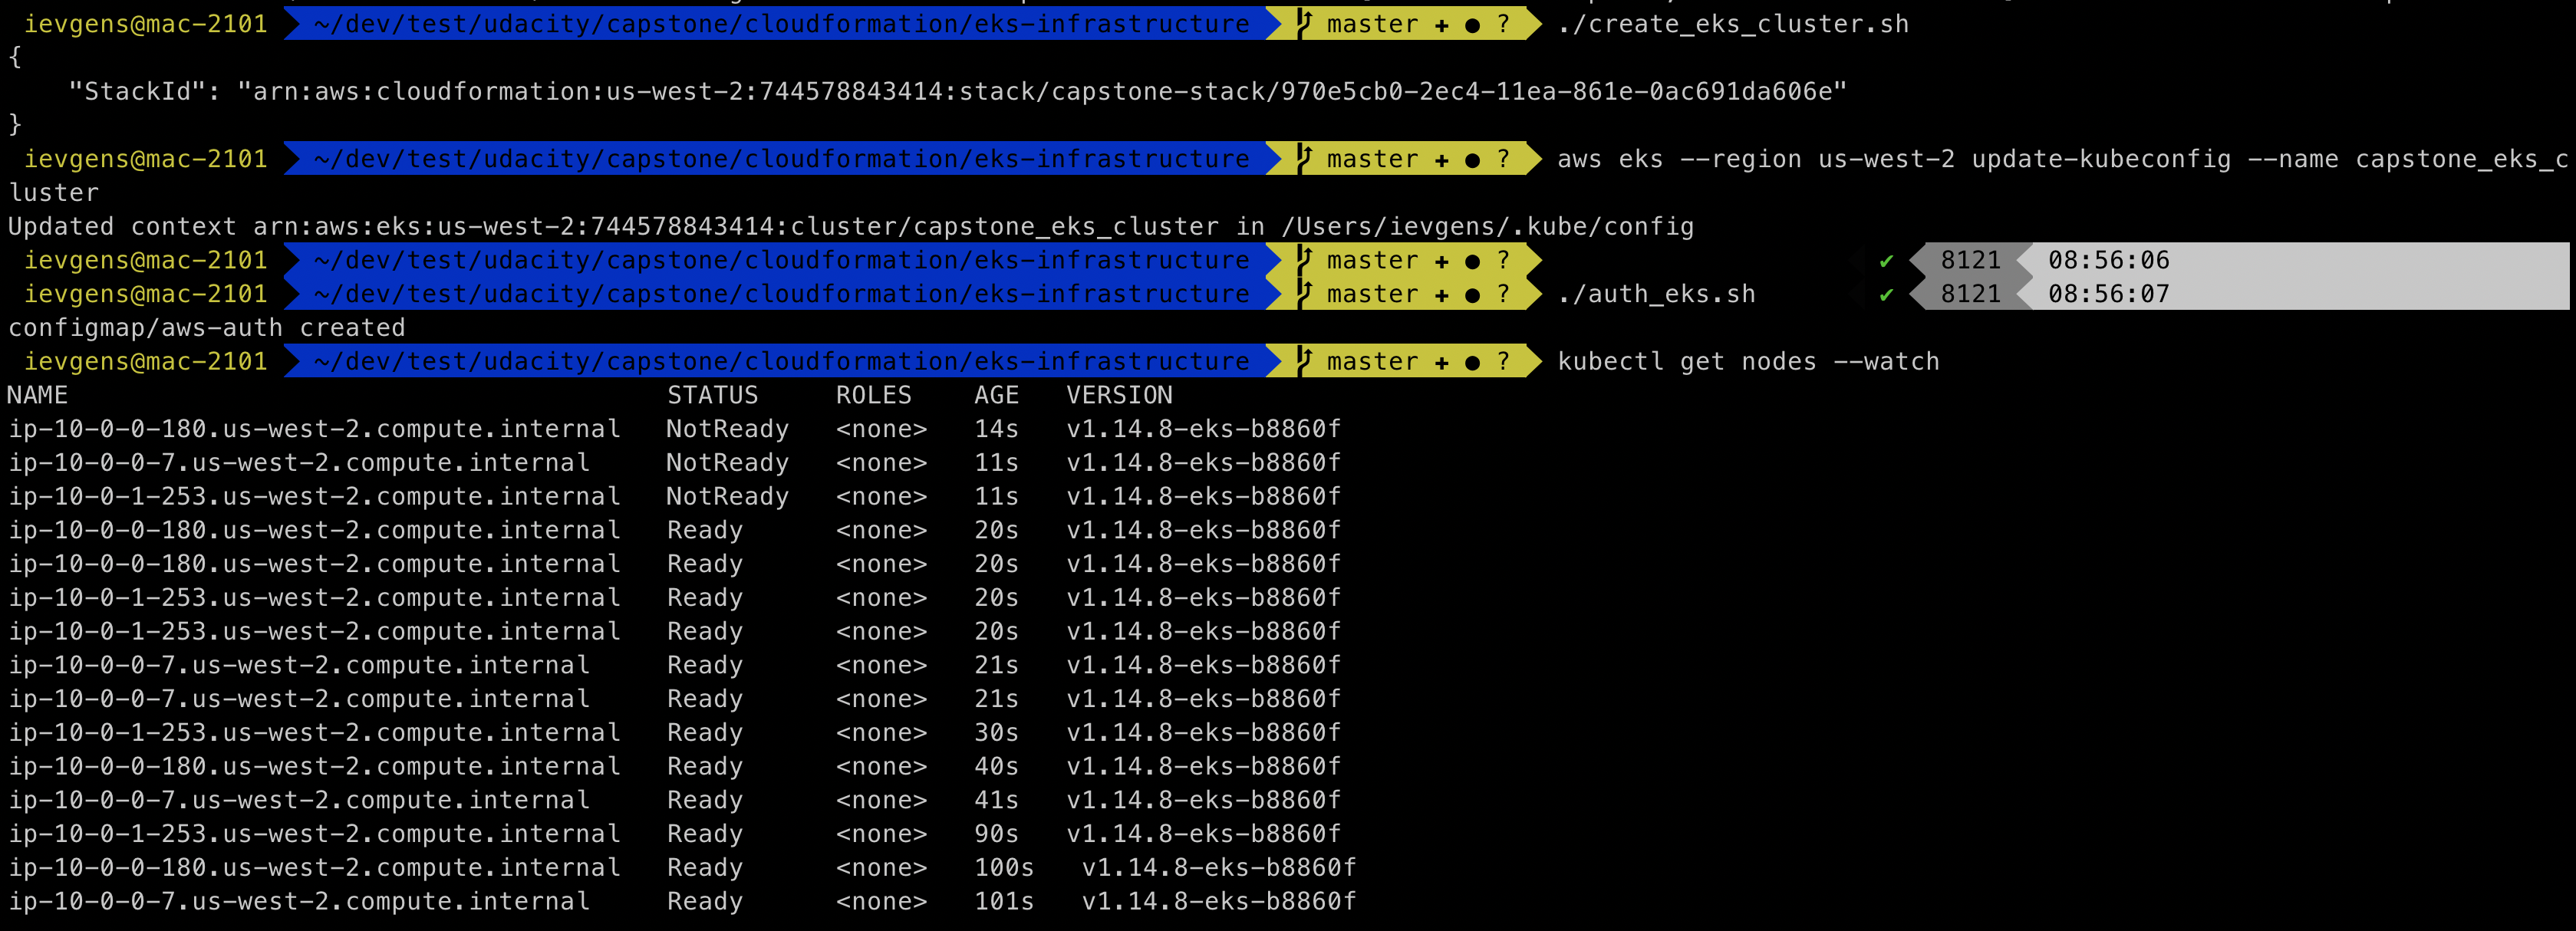 ievgens@mac-2101 ~/dev/test/udacity/capstone/cloudformation/eks-infrastructure master + ● ? ./create_eks_cluster.sh
{
    "StackId": "arn:aws:cloudformation:us-west-2:744578843414:stack/capstone-stack/970e5cb0-2ec4-11ea-861e-0ac691da606e"
}
ievgens@mac-2101 ~/dev/test/udacity/capstone/cloudformation/eks-infrastructure master + ● ? aws eks --region us-west-2 update-kubeconfig --name capstone_eks_c
luster
Updated context arn:aws:eks:us-west-2:744578843414:cluster/capstone_eks_cluster in /Users/ievgens/.kube/config
ievgens@mac-2101 ~/dev/test/udacity/capstone/cloudformation/eks-infrastructure master + ● ? ✔ 8121 08:56:06
ievgens@mac-2101 ~/dev/test/udacity/capstone/cloudformation/eks-infrastructure master + ● ? ./auth_eks.sh ✔ 8121 08:56:07
configmap/aws-auth created
ievgens@mac-2101 ~/dev/test/udacity/capstone/cloudformation/eks-infrastructure master + ● ? kubectl get nodes --watch
NAME STATUS ROLES AGE VERSION
ip-10-0-0-180.us-west-2.compute.internal NotReady <none> 14s v1.14.8-eks-b8860f
ip-10-0-0-7.us-west-2.compute.internal NotReady <none> 11s v1.14.8-eks-b8860f
ip-10-0-1-253.us-west-2.compute.internal NotReady <none> 11s v1.14.8-eks-b8860f
ip-10-0-0-180.us-west-2.compute.internal Ready <none> 20s v1.14.8-eks-b8860f
ip-10-0-0-180.us-west-2.compute.internal Ready <none> 20s v1.14.8-eks-b8860f
ip-10-0-1-253.us-west-2.compute.internal Ready <none> 20s v1.14.8-eks-b8860f
ip-10-0-1-253.us-west-2.compute.internal Ready <none> 20s v1.14.8-eks-b8860f
ip-10-0-0-7.us-west-2.compute.internal Ready <none> 21s v1.14.8-eks-b8860f
ip-10-0-0-7.us-west-2.compute.internal Ready <none> 21s v1.14.8-eks-b8860f
ip-10-0-1-253.us-west-2.compute.internal Ready <none> 30s v1.14.8-eks-b8860f
ip-10-0-0-180.us-west-2.compute.internal Ready <none> 40s v1.14.8-eks-b8860f
ip-10-0-0-7.us-west-2.compute.internal Ready <none> 41s v1.14.8-eks-b8860f
ip-10-0-1-253.us-west-2.compute.internal Ready <none> 90s v1.14.8-eks-b8860f
ip-10-0-0-180.us-west-2.compute.internal Ready <none> 100s v1.14.8-eks-b8860f
ip-10-0-0-7.us-west-2.compute.internal Ready <none> 101s v1.14.8-eks-b8860f